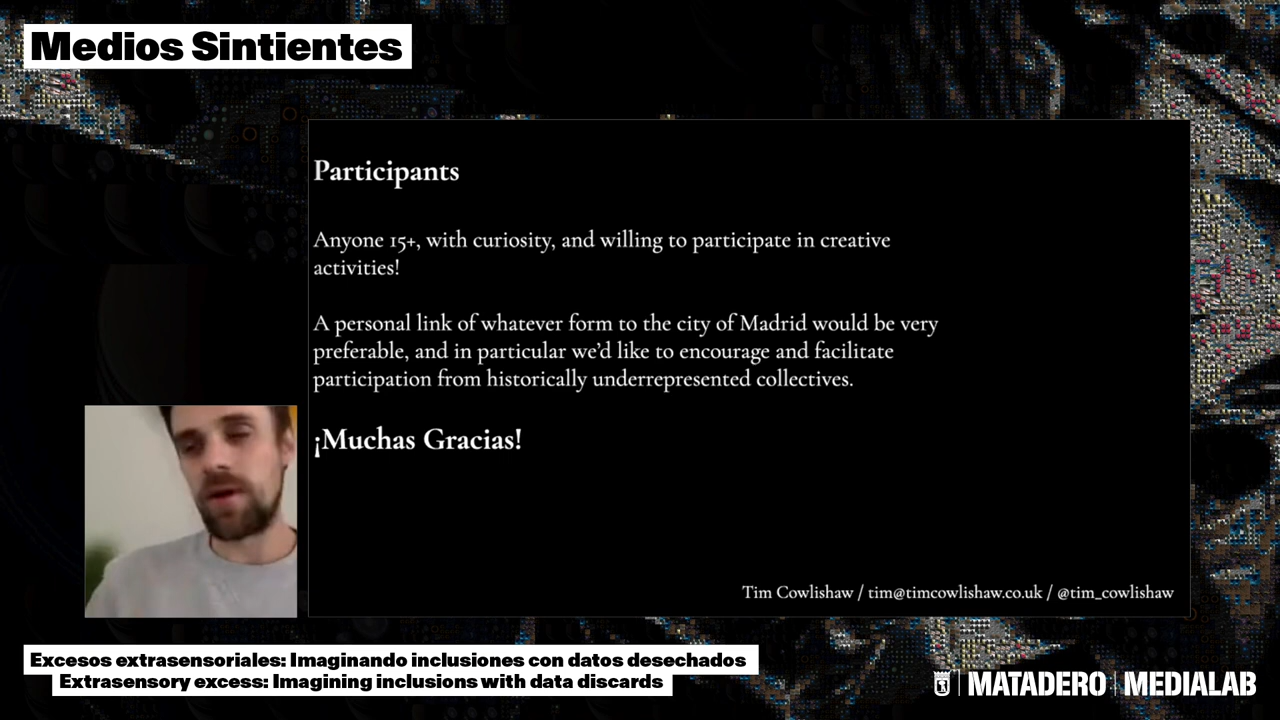 Medios Sintientes
Participants
Anyone 15+, with curiosity, and willing to participate in creative
activities!
A personal link of whatever form to the city of Madrid would be very
preferable, and in particular we'd like to encourage and facilitate
participation from historically underrepresented collectives.
¡Muchas Gracias!
Tim Cowlishaw / tim@timcowlishaw.co.uk / @tim_cowlishaw
Excesos extrasensoriales: Imaginando inclusiones con datos desechados
Extrasensory excess: Imagining inclusions with data discards
MATADERO MEDIALAB